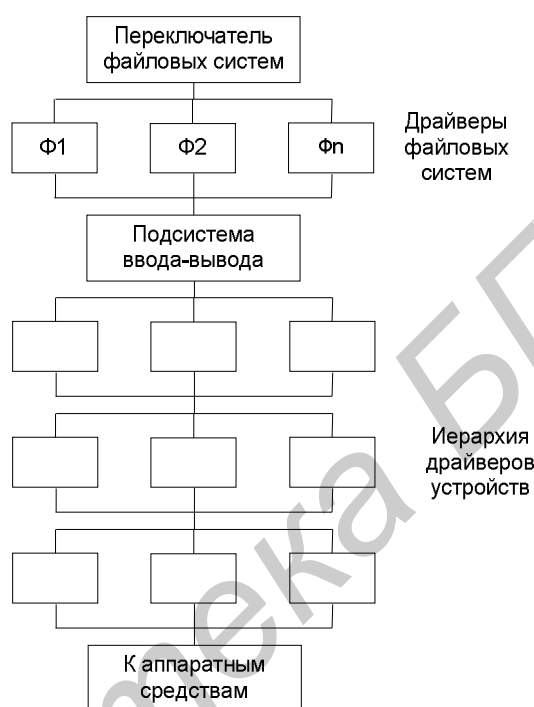 Переключатель
файловых систем
Ф1
Ф2
Фn
Драйверы
файловых
систем
Подсистема
ввода-вывода
Иерархия
драйверов
устройств
К аппаратным
средствам